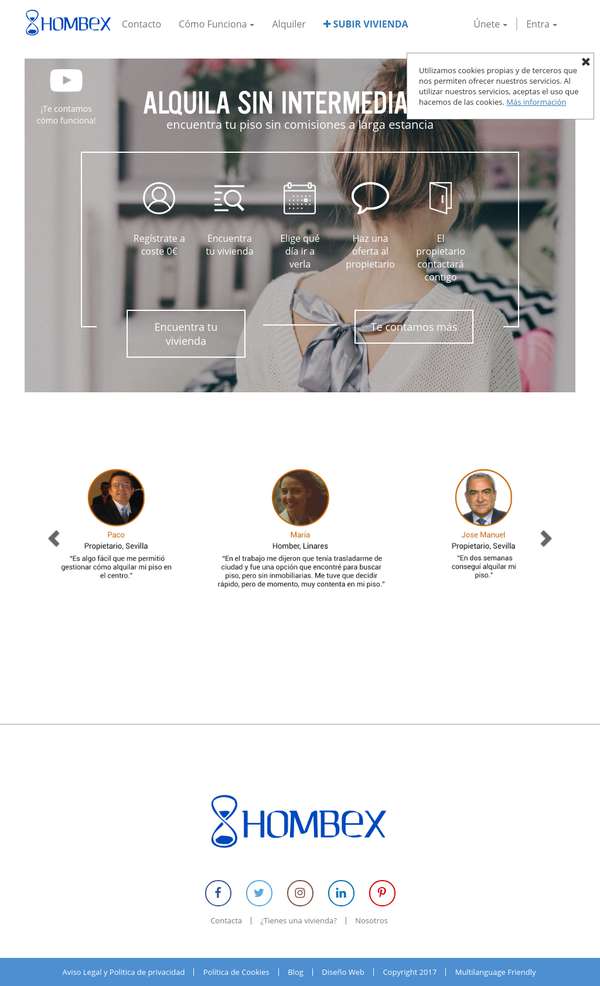 HOMBEX
Contacto
Cómo Funciona
Alquiler
+ SUBIR VIVIENDA
Únete
Entra
Utilizamos cookies propias y de terceros que
nos permiten ofrecer nuestros servicios. Al
utilizar nuestros servicios, aceptas el uso que
hacemos de las cookies. Más información
¡Te contamos
cómo funciona!
ALQUILA SIN
encuentra tu piso sin comisiones a larga estancia
Regístrate a
coste 0€
Encuentra
tu vivienda
Elige qué
día ir a
verla
Haz una
oferta al
propietario
El
propietario
contactará
contigo
Encuentra tu
vivienda
Te contamos más
Paco
Propietario, Sevilla
"Es algo fácil que me permitió
gestionar cómo alquilar mi piso en
el centro."
Maria
Homber, Linares
"En el trabajo me dijeron que tenía trasladarme de
ciudad y fue una opción que encontré para buscar
piso, pero sin inmobiliarias. Me tuve que decidir
rápido, pero de momento, muy contenta en mi piso."
Jose Manuel
Propietario, Sevilla
"En dos semanas
conseguí alquilar mi
piso."
HOMBEX
Contacta | ¿Tienes una vivienda? | Nosotros
Aviso Legal y Política de privacidad | Política de Cookies | Blog | Diseño Web | Copyright 2017 | Multilanguage Friendly